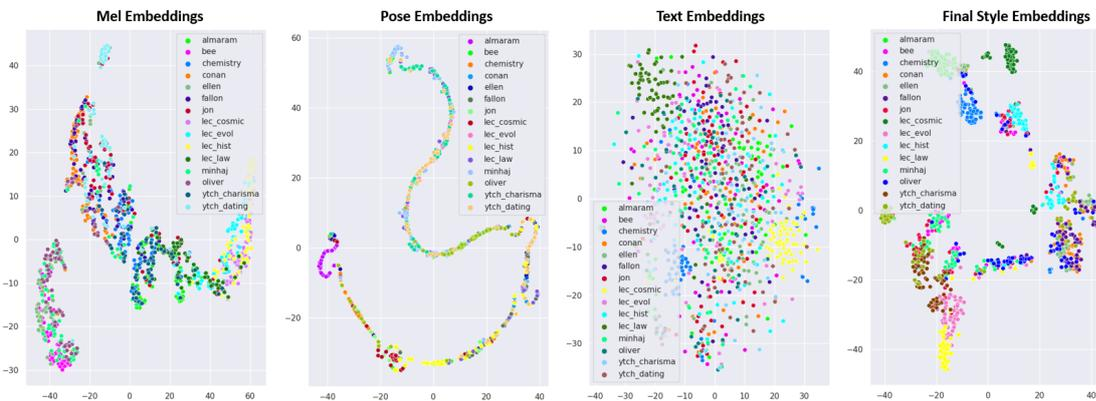 Mel Embeddings
40
30
20
10
0
−10
−20
−30
−40
−20
0
20
40
60
almaram
bee
chemistry
conan
ellen
fallon
jon
lec_cosmic
lec_evol
lec_hist
lec_law
minhaj
oliver
ytch_charisma
ytch_dating
Pose Embeddings
60
40
20
0
−20
−40
−20
0
20
40
almaram
bee
chemistry
conan
ellen
fallon
jon
lec_cosmic
lec_evol
lec_hist
lec_law
minhaj
oliver
ytch_charisma
ytch_dating
Text Embeddings
30
20
10
0
−10
−20
−30
−40
−30
−20
−10
0
10
20
30
almaram
bee
chemistry
conan
ellen
fallon
jon
lec_cosmic
lec_evol
lec_hist
lec_law
minhaj
oliver
ytch_charisma
ytch_dating
Final Style Embeddings
40
20
0
−20
−40
−40
−20
0
20
40
almaram
bee
chemistry
conan
ellen
fallon
jon
lec_cosmic
lec_evol
lec_hist
lec_law
minhaj
oliver
ytch_charisma
ytch_dating